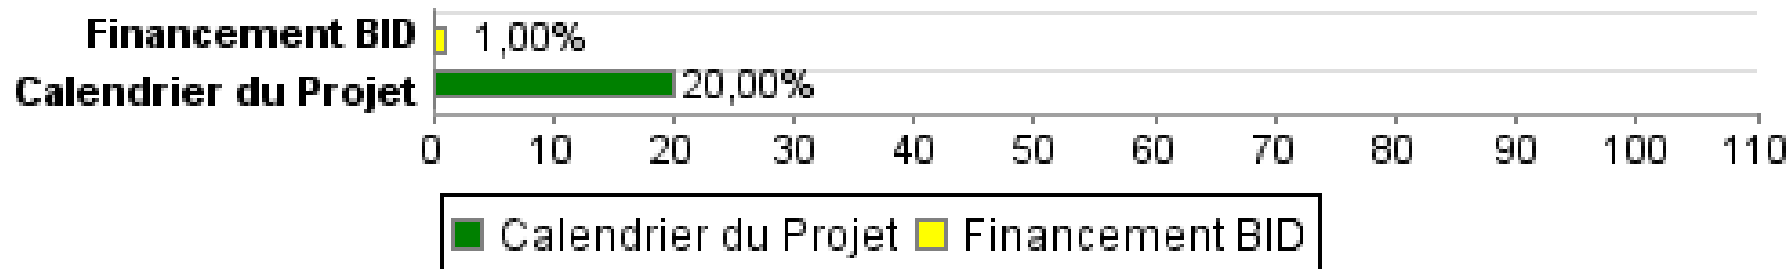 Financement BID 1,00%
Calendrier du Projet 20,00%
0 10 20 30 40 50 60 70 80 90 100 110
Calendrier du Projet Financement BID